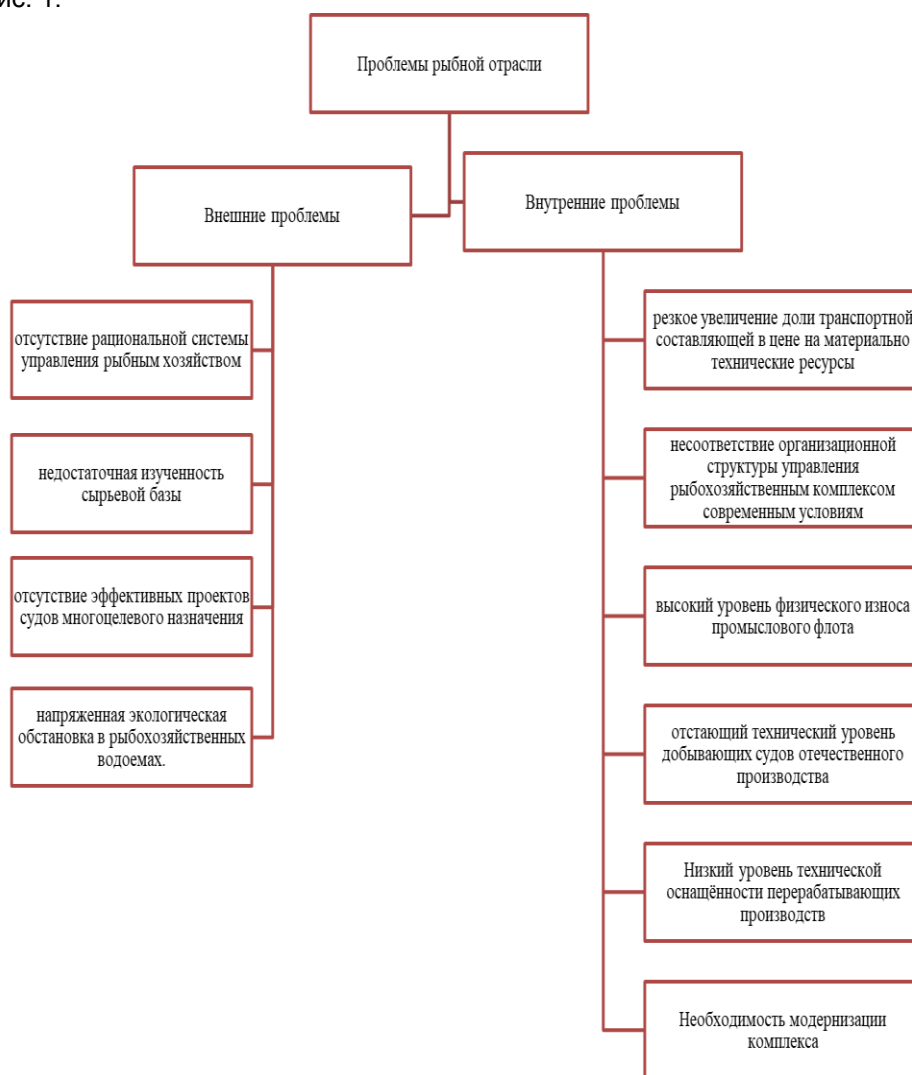 ис. 1.
Проблемы рыбной отрасли
Внешние проблемы
отсутствие рациональной системы
управления рыбным хозяйством
недостаточная изученность
сырьевой базы
отсутствие эффективных проектов
судов многоцелевого назначения
напряженная экологическая
обстановка в рыбохозяйственных
водоемах.
Внутренние проблемы
резкое увеличение доли транспортной
составляющей в цене на материально
технические ресурсы
несоответствие организационной
структуры управления
рыбохозяйственным комплексом
современным условиям
высокий уровень физического износа
промыслового флота
отстающий технический уровень
добывающих судов отечественного
производства
Низкий уровень технической
оснащённости перерабатывающих
производств
Необходимость модернизации
комплекса